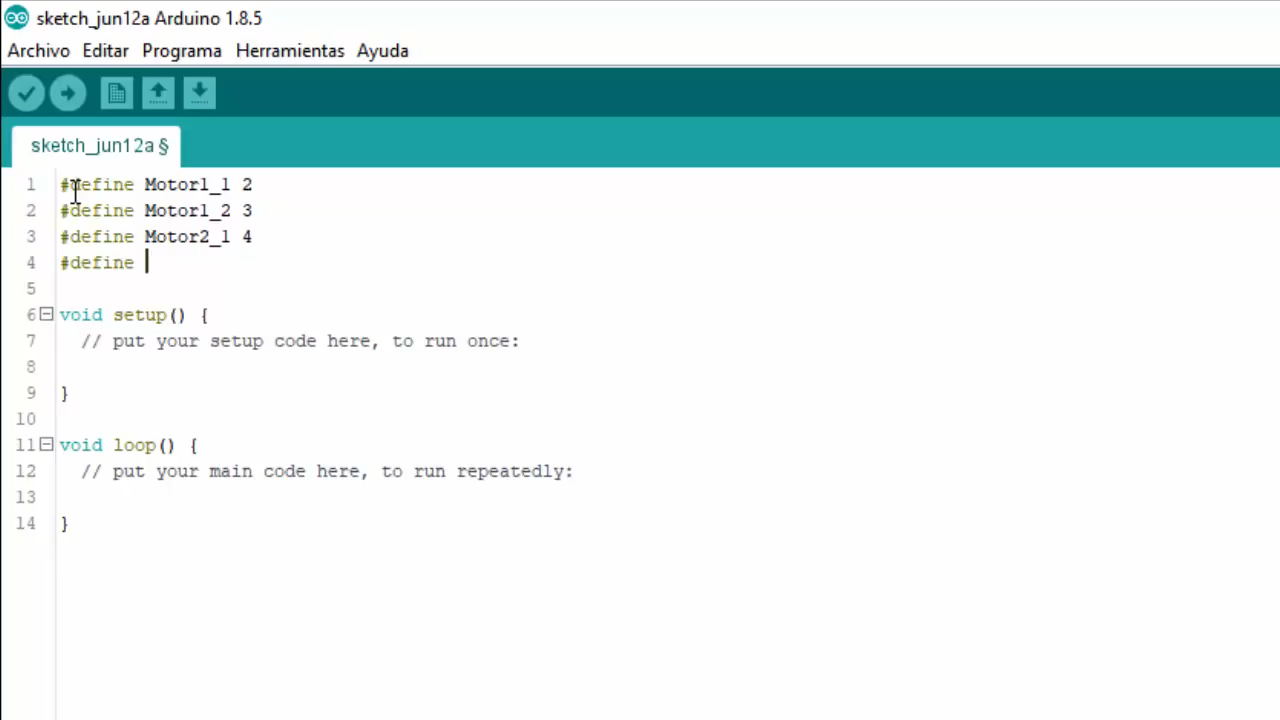 sketch_jun12a Arduino 1.8.5
Archivo Editar Programa Herramientas Ayuda
sketch_jun12a §
1 #define Motor1_1 2
2 #define Motor1_2 3
3 #define Motor2_1 4
4 #define
5
6 void setup() {
7 // put your setup code here, to run once:
8
9 }
10
11 void loop() {
12 // put your main code here, to run repeatedly:
13
14 }